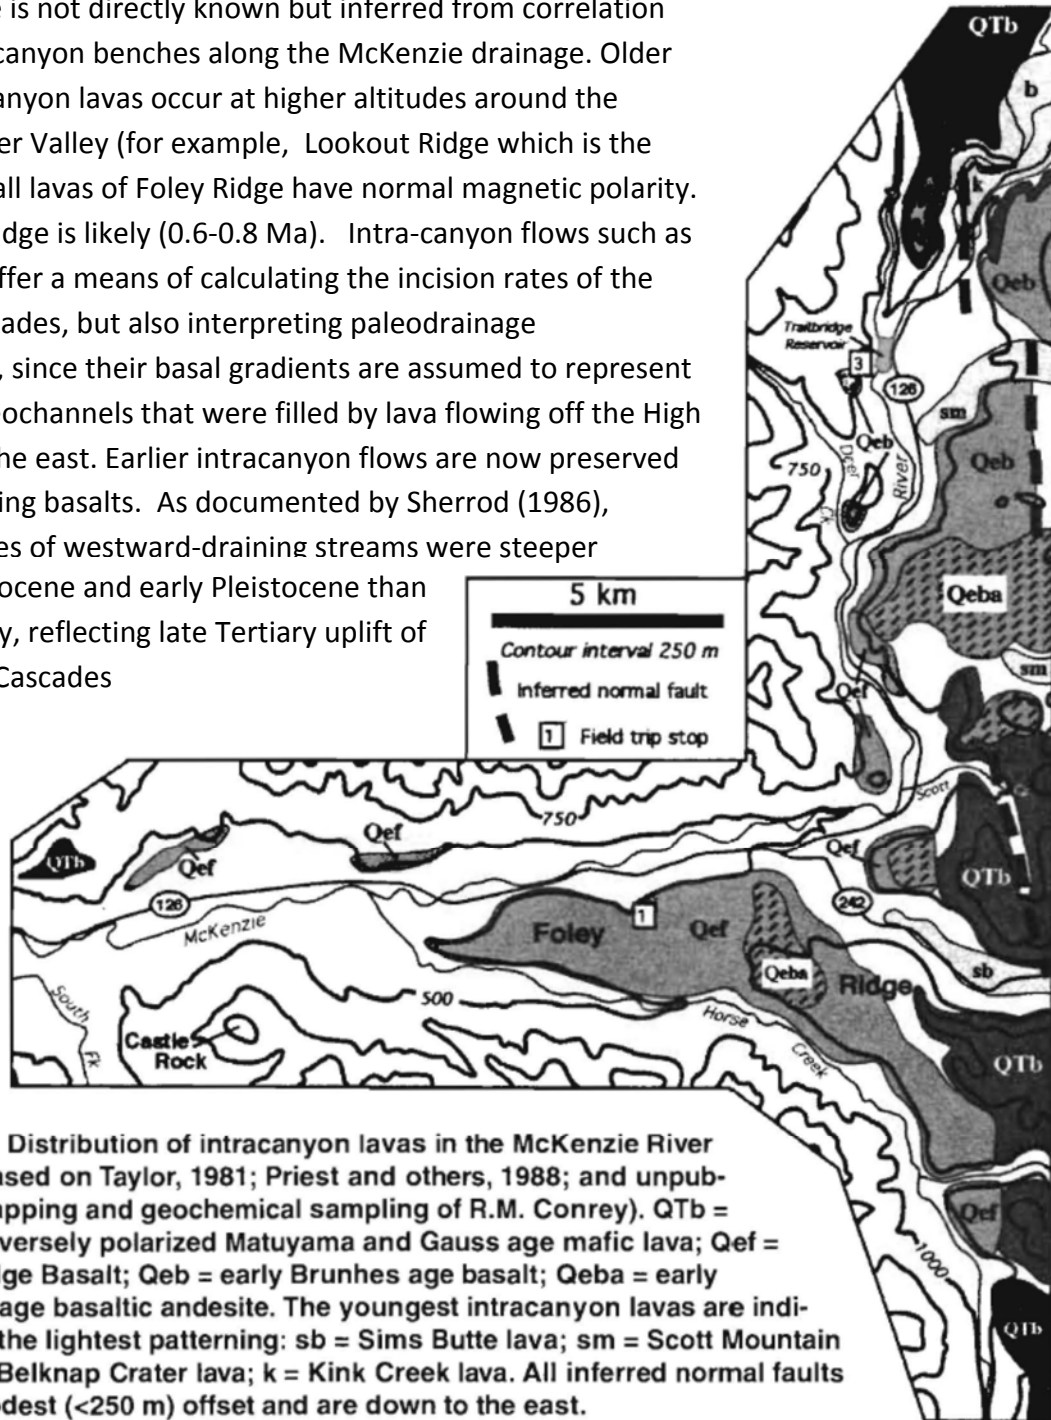 e is not directly known but inferred from correlation
canyon benches along the McKenzie drainage. Older
anyon lavas occur at higher altitudes around the
er Valley (for example,  Lookout Ridge which is the
all lavas of Foley Ridge have normal magnetic polarity.
idge is likely (0.6-0.8 Ma).   Intra-canyon flows such as
ffer a means of calculating the incision rates of the
ades, but also interpreting paleodrainage
, since their basal gradients are assumed to represent
eochannels that were filled by lava flowing off the High
he east. Earlier intracanyon flows are now preserved
ing basalts.  As documented by Sherrod (1986),
es of westward-draining streams were steeper
ocene and early Pleistocene than
y, reflecting late Tertiary uplift of
Cascades
QTb
b
k
Qeb
Trailbridge
Reservoir
3
126
sm
Qeb
Qeb
750
Deer
Ck
River
Qeba
sm
Qef
5 km
Contour interval 250 m
Inferred normal fault
1 Field trip stop
Scott
750
Qef
Qef
QTb
Qef
QTb
126
242
McKenzie
1
Foley
Qef
Qeba
Ridge
sb
500
South
Fk
Horse
Creek
Castle
Rock
QTb
Qef
1000
QTb
Distribution of intracanyon lavas in the McKenzie River
ased on Taylor, 1981; Priest and others, 1988; and unpub-
apping and geochemical sampling of R.M. Conrey). QTb =
versely polarized Matuyama and Gauss age mafic lava; Qef =
dge Basalt; Qeb = early Brunhes age basalt; Qeba = early
age basaltic andesite. The youngest intracanyon lavas are indi-
the lightest patterning: sb = Sims Butte lava; sm = Scott Mountain
Belknap Crater lava; k = Kink Creek lava. All inferred normal faults
odest (<250 m) offset and are down to the east.